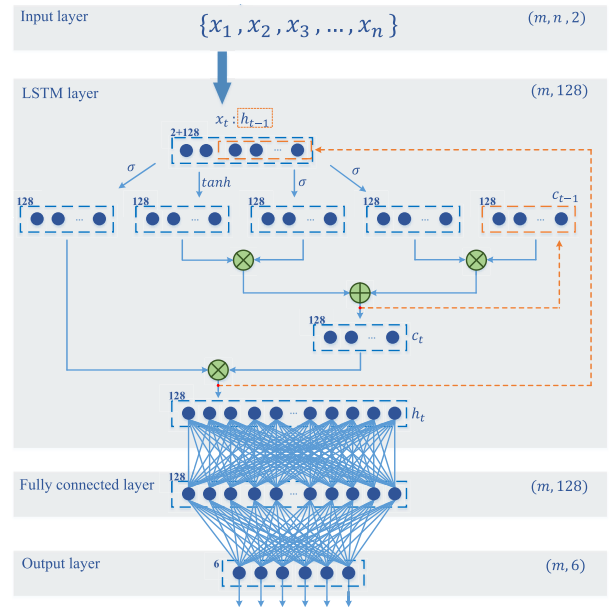 Input layer
{x₁ , x₂ , x₃ , … , xₙ }
(m, n , 2)
LSTM layer
(m, 128)
xₜ : hₜ₋₁
2+128
...
σ
tanh
σ
σ
128
128
128
128
128
cₜ₋₁
...
...
...
...
...
128
...
cₜ
128
...
hₜ
128
Fully connected layer
...
(m, 128)
Output layer
6
(m, 6)